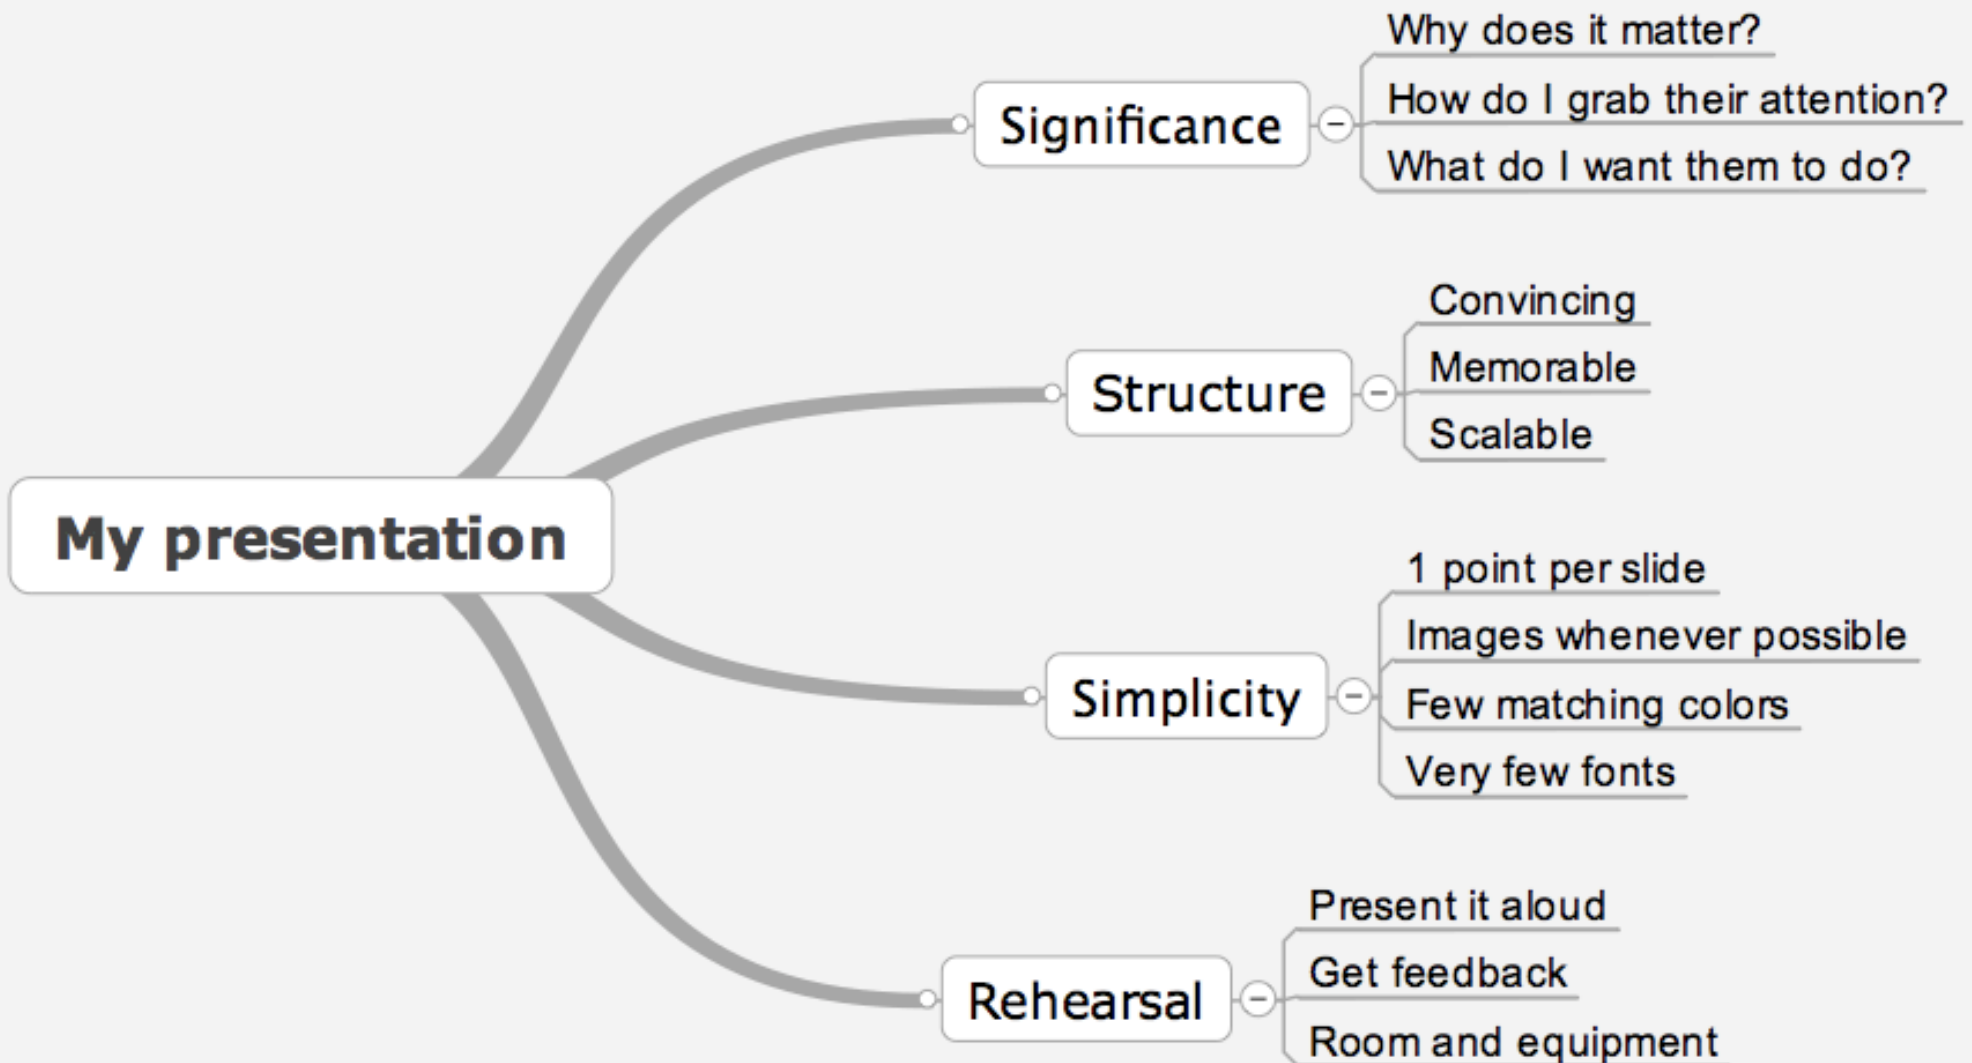 My presentation
Significance
Why does it matter?
How do I grab their attention?
What do I want them to do?
Structure
Convincing
Memorable
Scalable
Simplicity
1 point per slide
Images whenever possible
Few matching colors
Very few fonts
Rehearsal
Present it aloud
Get feedback
Room and equipment